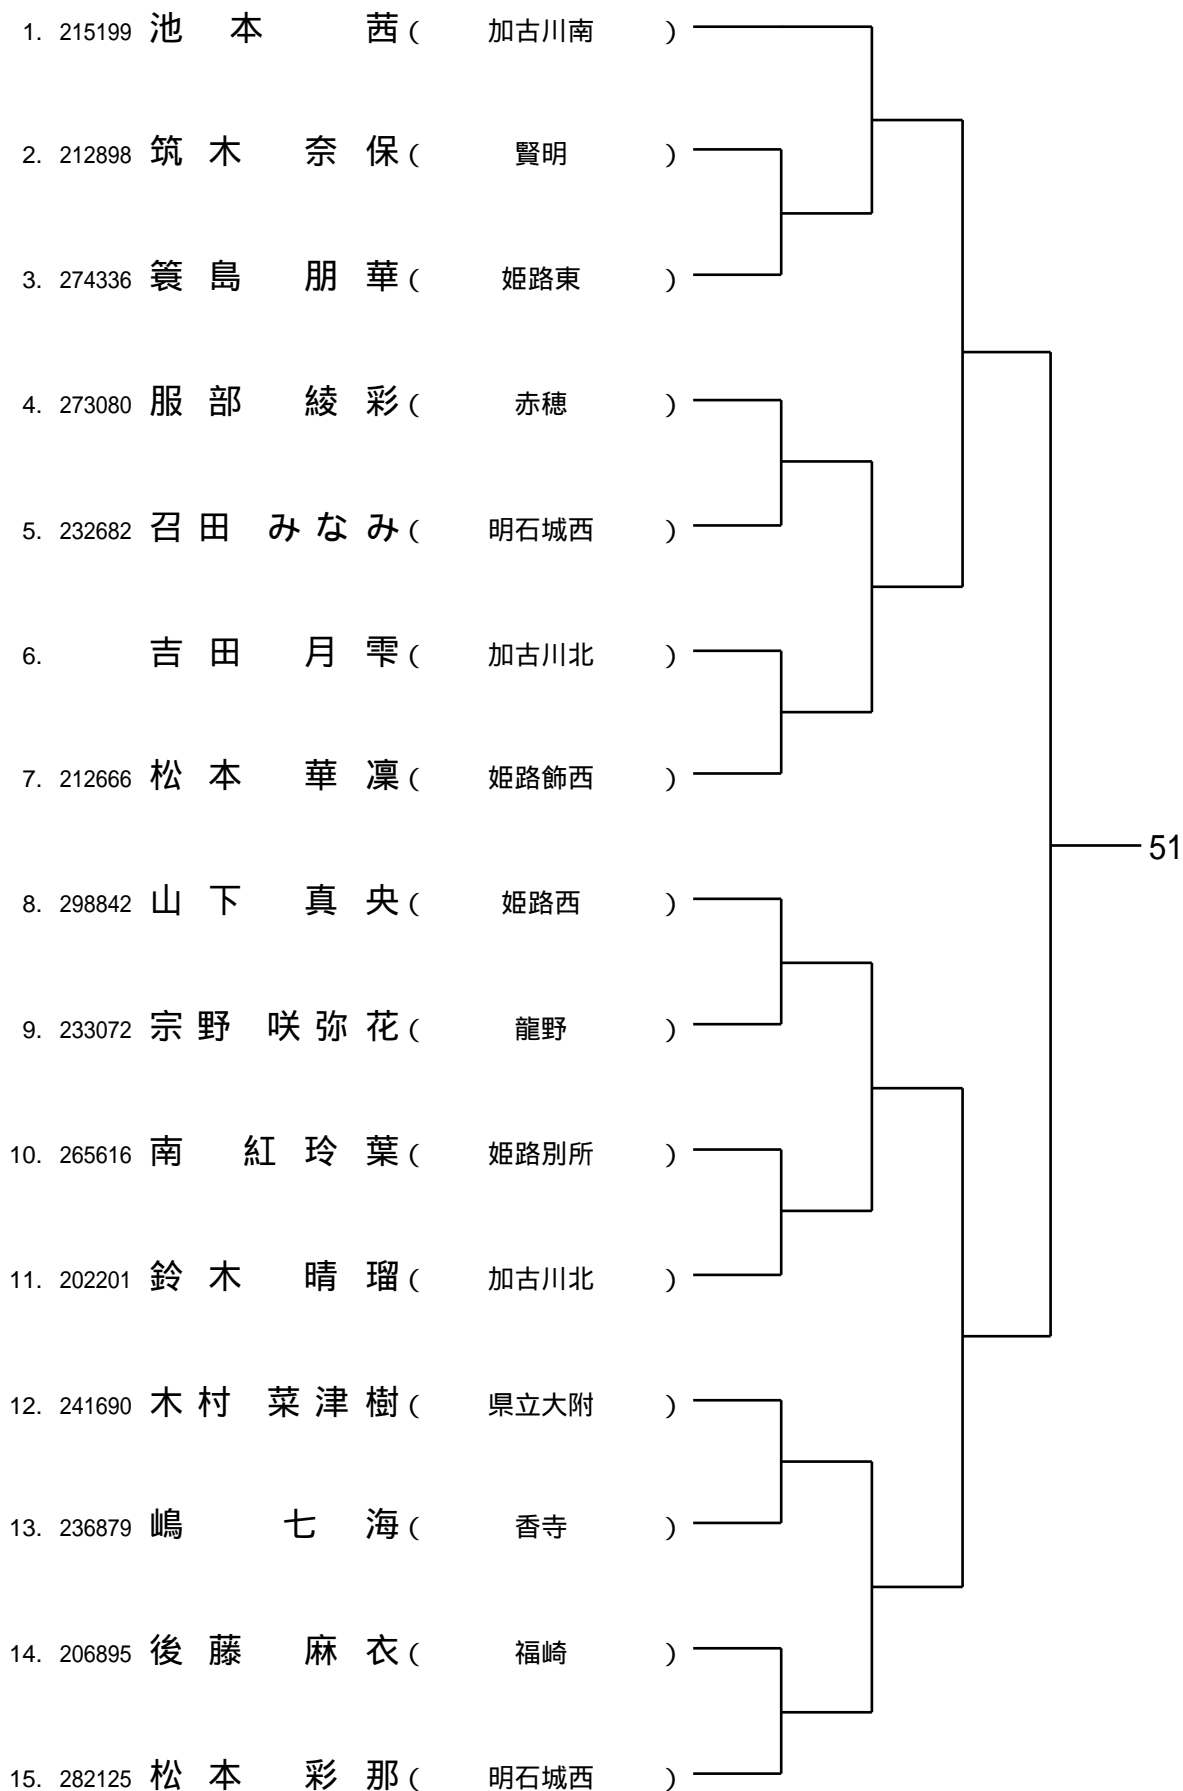 1. 215199 池本 茜 ( 加古川南 )
2. 212898 筑木 奈保 ( 賢明 )
3. 274336 簑島 朋華 ( 姫路東 )
4. 273080 服部 綾彩 ( 赤穂 )
5. 232682 召田 みなみ ( 明石城西 )
6. 吉田 月雫 ( 加古川北 )
7. 212666 松本 華凜 ( 姫路飾西 )
51
8. 298842 山下 真央 ( 姫路西 )
9. 233072 宗野 咲弥花 ( 龍野 )
10. 265616 南 紅玲葉 ( 姫路別所 )
11. 202201 鈴木 晴瑠 ( 加古川北 )
12. 241690 木村 菜津樹 ( 県立大附 )
13. 236879 嶋 七海 ( 香寺 )
14. 206895 後藤 麻衣 ( 福崎 )
15. 282125 松本 彩那 ( 明石城西 )